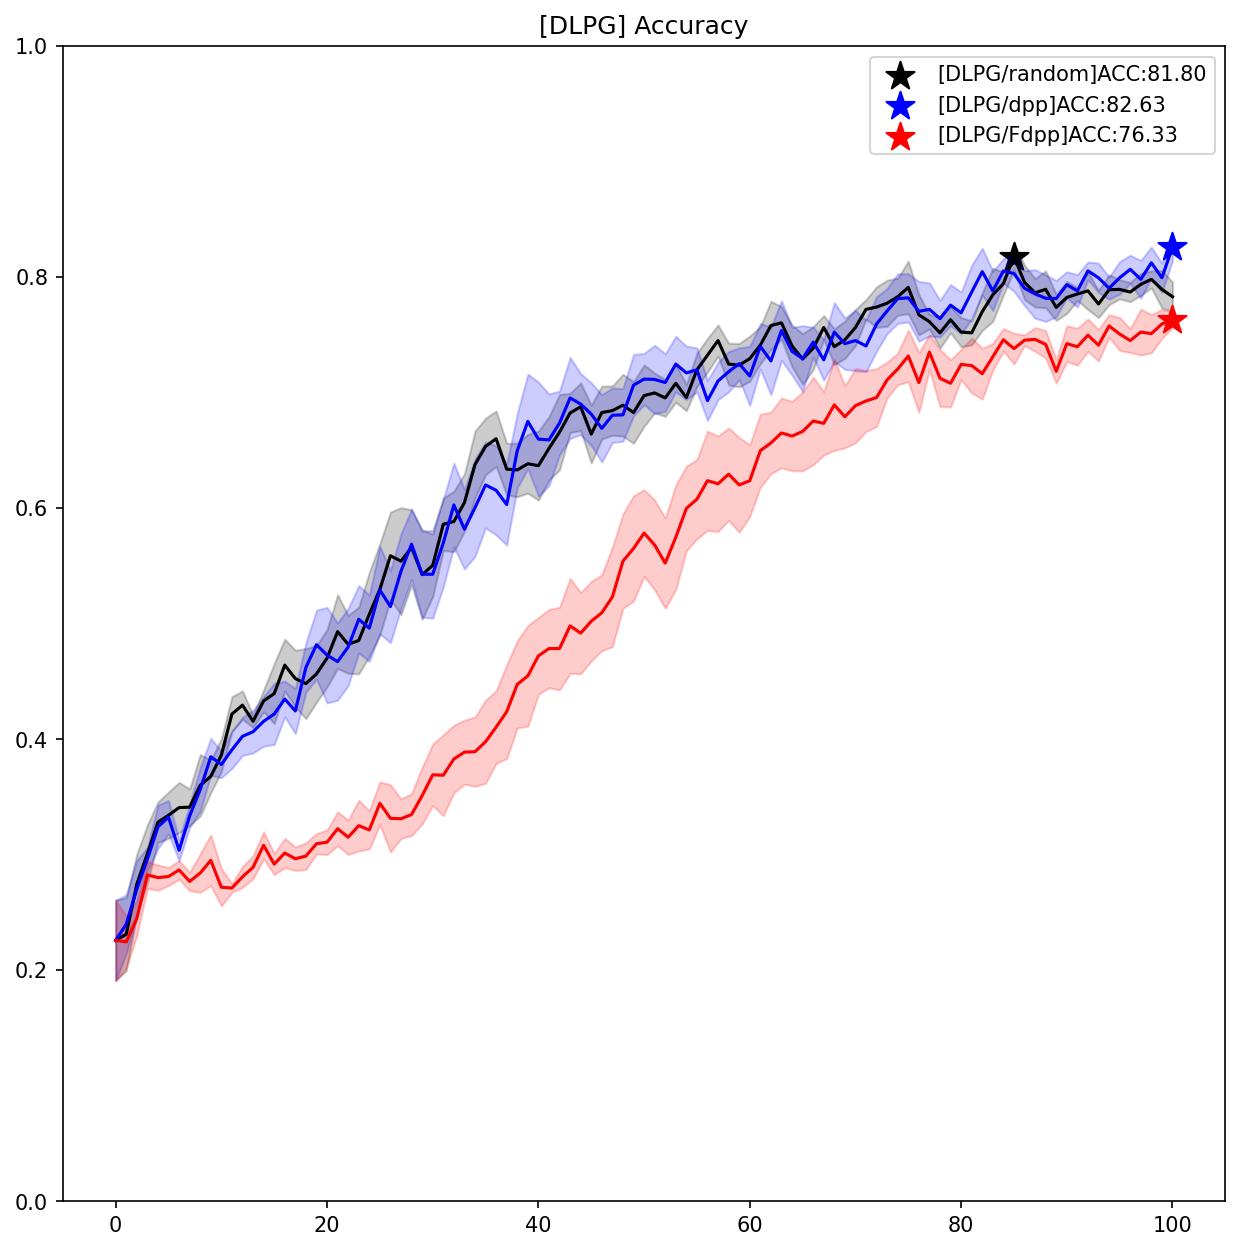 [DLPG] Accuracy
[DLPG/random]ACC:81.80
[DLPG/dpp]ACC:82.63
[DLPG/Fdpp]ACC:76.33
1.0
0.8
0.6
0.4
0.2
0.0
0 20 40 60 80 100